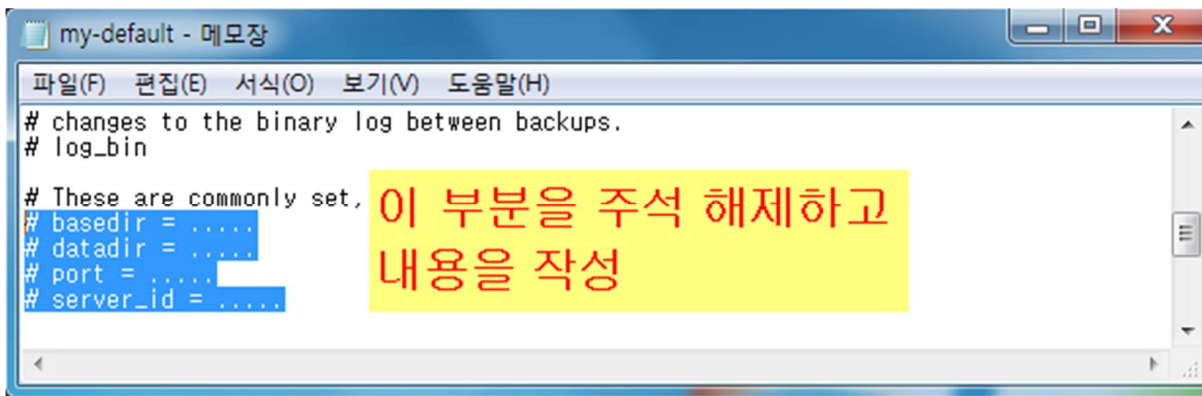 my-default - 메모장
파일(F) 편집(E) 서식(O) 보기(V) 도움말(H)
# changes to the binary log between backups.
# log_bin
# These are commonly set,
# basedir = .....
# datadir = .....
# port = .....
# server_id = .....
이 부분을 주석 해제하고
내용을 작성